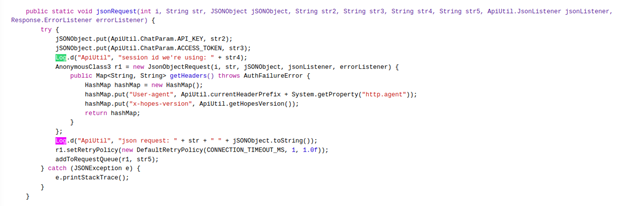 public static void jsonRequest(int i, String str, JSONObject jSONObject, String str2, String str3, String str4, String str5, ApiUtil.JsonListener jsonListener,
Response.ErrorListener errorListener) {
try {
jSONObject.put(ApiUtil.ChatParam.API_KEY, str2);
jSONObject.put(ApiUtil.ChatParam.ACCESS_TOKEN, str3);
Log.d("ApiUtil", "session id we're using: " + str4);
AnonymousClass3 r1 = new JsonObjectRequest(i, str, jSONObject, jsonListener, errorListener) {
public Map<String, String> getHeaders() throws AuthFailureError {
HashMap hashMap = new HashMap();
hashMap.put("User-agent", ApiUtil.currentHeaderPrefix + System.getProperty("http.agent"));
hashMap.put("x-hopes-version", ApiUtil.getHopesVersion());
return hashMap;
}
};
Log.d("ApiUtil", "json request: " + str + " " + jSONObject.toString());
r1.setRetryPolicy(new DefaultRetryPolicy(CONNECTION_TIMEOUT_MS, 1, 1.0f));
addToRequestQueue(r1, str5);
} catch (JSONException e) {
e.printStackTrace();
}
}